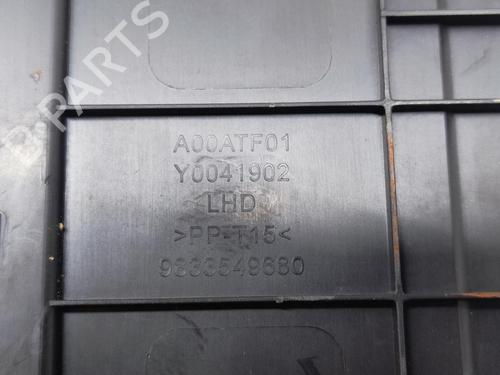 PARTS
A00ATF01
Y0041902
LHD
>PP-T15<
9833549680